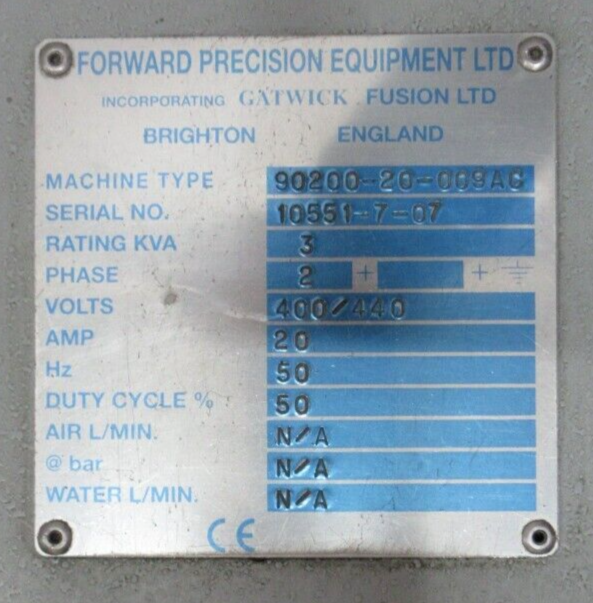 FORWARD PRECISION EQUIPMENT LTD
INCORPORATING GATWICK FUSION LTD
BRIGHTON ENGLAND
MACHINE TYPE 90200-20-009AC
SERIAL NO. 10551-7-07
RATING KVA 3
PHASE 2 + +
VOLTS 400/440
AMP 20
Hz 50
DUTY CYCLE % 50
AIR L/MIN. N/A
@ bar N/A
WATER L/MIN. N/A
CE